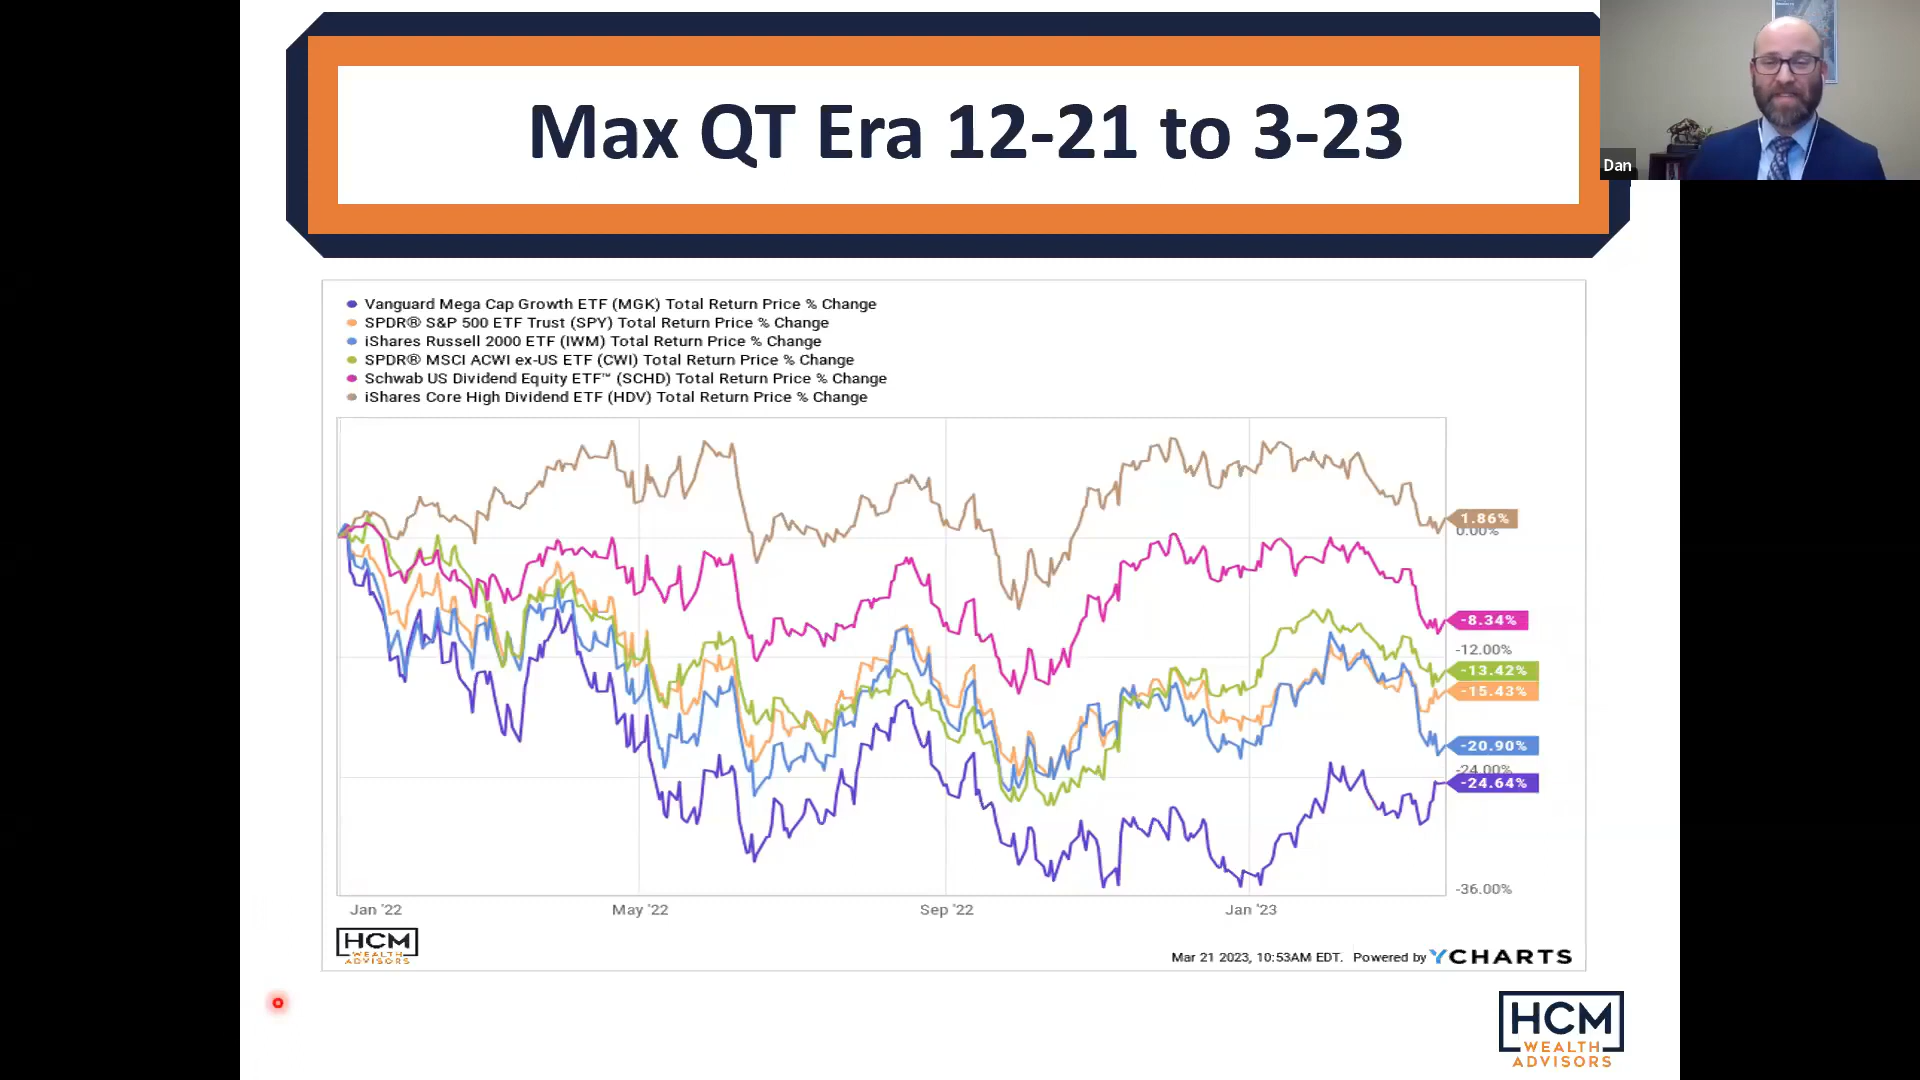 Max QT Era 12-21 to 3-23
Dan
Vanguard Mega Cap Growth ETF (MGK) Total Return Price % Change
SPDR® S&P 500 ETF Trust (SPY) Total Return Price % Change
iShares Russell 2000 ETF (IWM) Total Return Price % Change
SPDR® MSCI ACWI ex-US ETF (CWI) Total Return Price % Change
Schwab US Dividend Equity ETF™ (SCHD) Total Return Price % Change
iShares Core High Dividend ETF (HDV) Total Return Price % Change
1.86%
0.00%
-8.34%
-12.00%
-13.42%
-15.43%
-20.90%
-24.00%
-24.64%
-36.00%
Jan '22 May '22 Sep '22 Jan '23
HCM
WEALTH
ADVISORS
Mar 21 2023, 10:53AM EDT. Powered by YCHARTS
HCM
WEALTH
ADVISORS